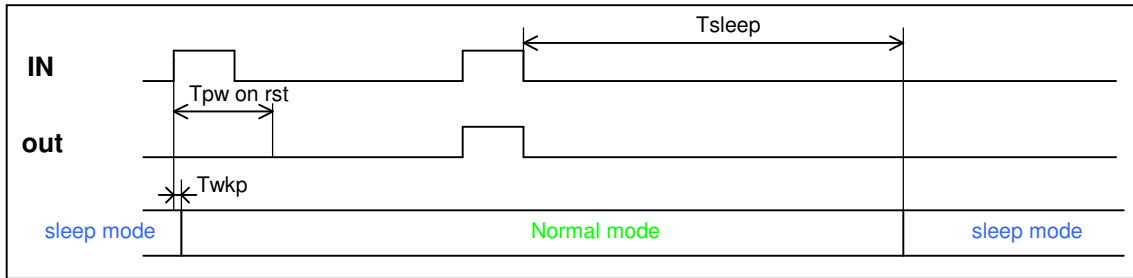 Tsleep
IN
Tpw on rst
out
Twkp
sleep mode Normal mode sleep mode